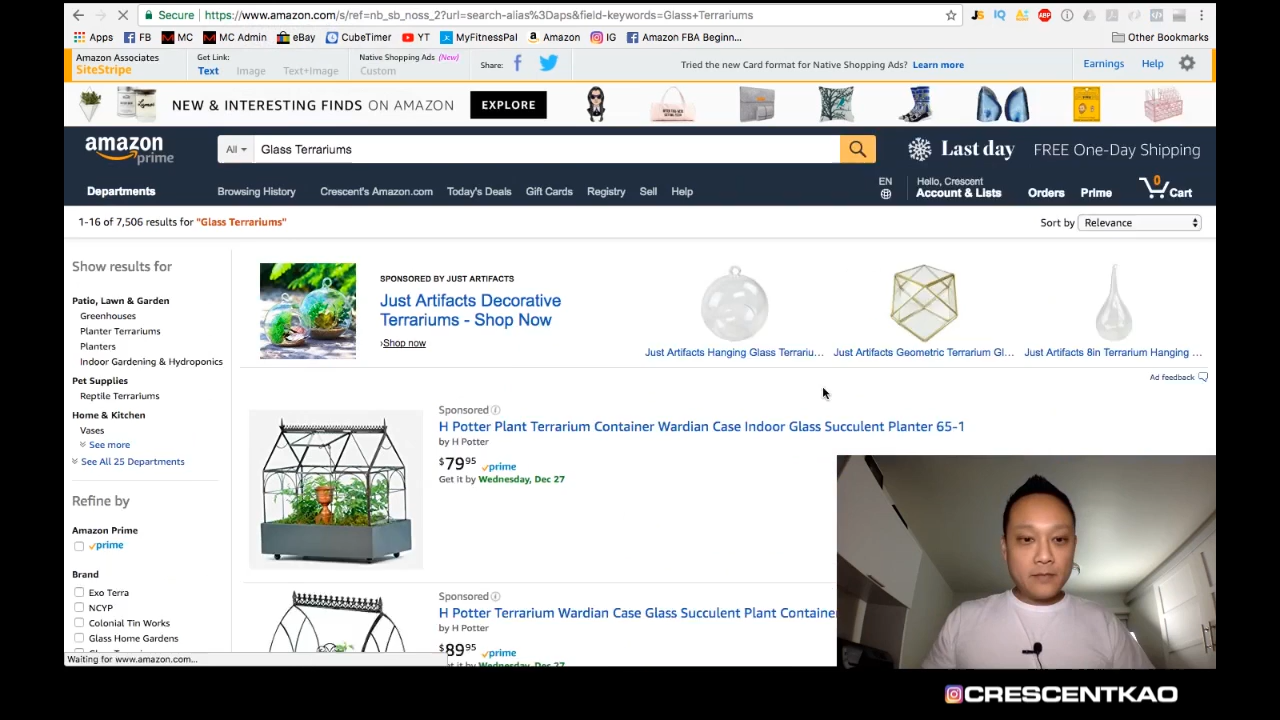 Secure
https://www.amazon.com/s/ref=nb_sb_noss_2?url=search-alias%3Daps&field-keywords=Glass+Terrariums
Apps FB MC MC Admin eBay CubeTimer YT MyFitnessPal Amazon IG Amazon FBA Beginn... Other Bookmarks
Amazon Associates
SiteStripe
Get Link:
Text Image Text+Image
Native Shopping Ads (New)
Custom
Share:
Tried the new Card format for Native Shopping Ads? Learn more
Earnings Help
NEW & INTERESTING FINDS ON AMAZON EXPLORE
amazon
prime
All Glass Terrariums
Last day FREE One-Day Shipping
Departments
Browsing History Crescent's Amazon.com Today's Deals Gift Cards Registry Sell Help
EN
Hello, Crescent
Account & Lists
Orders Prime 0 Cart
1-16 of 7,506 results for "Glass Terrariums"
Sort by Relevance
Show results for
Patio, Lawn & Garden
Greenhouses
Planter Terrariums
Planters
Indoor Gardening & Hydroponics
Pet Supplies
Reptile Terrariums
Home & Kitchen
Vases
See more
See All 25 Departments
Refine by
Amazon Prime
prime
Brand
Exo Terra
NCYP
Colonial Tin Works
Glass Home Gardens
SPONSORED BY JUST ARTIFACTS
Just Artifacts Decorative
Terrariums - Shop Now
›Shop now
Just Artifacts Hanging Glass Terrariu...
Just Artifacts Geometric Terrarium Gl...
Just Artifacts 8in Terrarium Hanging ...
Ad feedback
Sponsored
H Potter Plant Terrarium Container Wardian Case Indoor Glass Succulent Planter 65-1
by H Potter
$7995 prime
Get it by Wednesday, Dec 27
Sponsored
H Potter Terrarium Wardian Case Glass Succulent Plant Container
by H Potter
$8995 prime
Get it by Wednesday, Dec 27
Waiting for www.amazon.com...
CRESCENTKAO